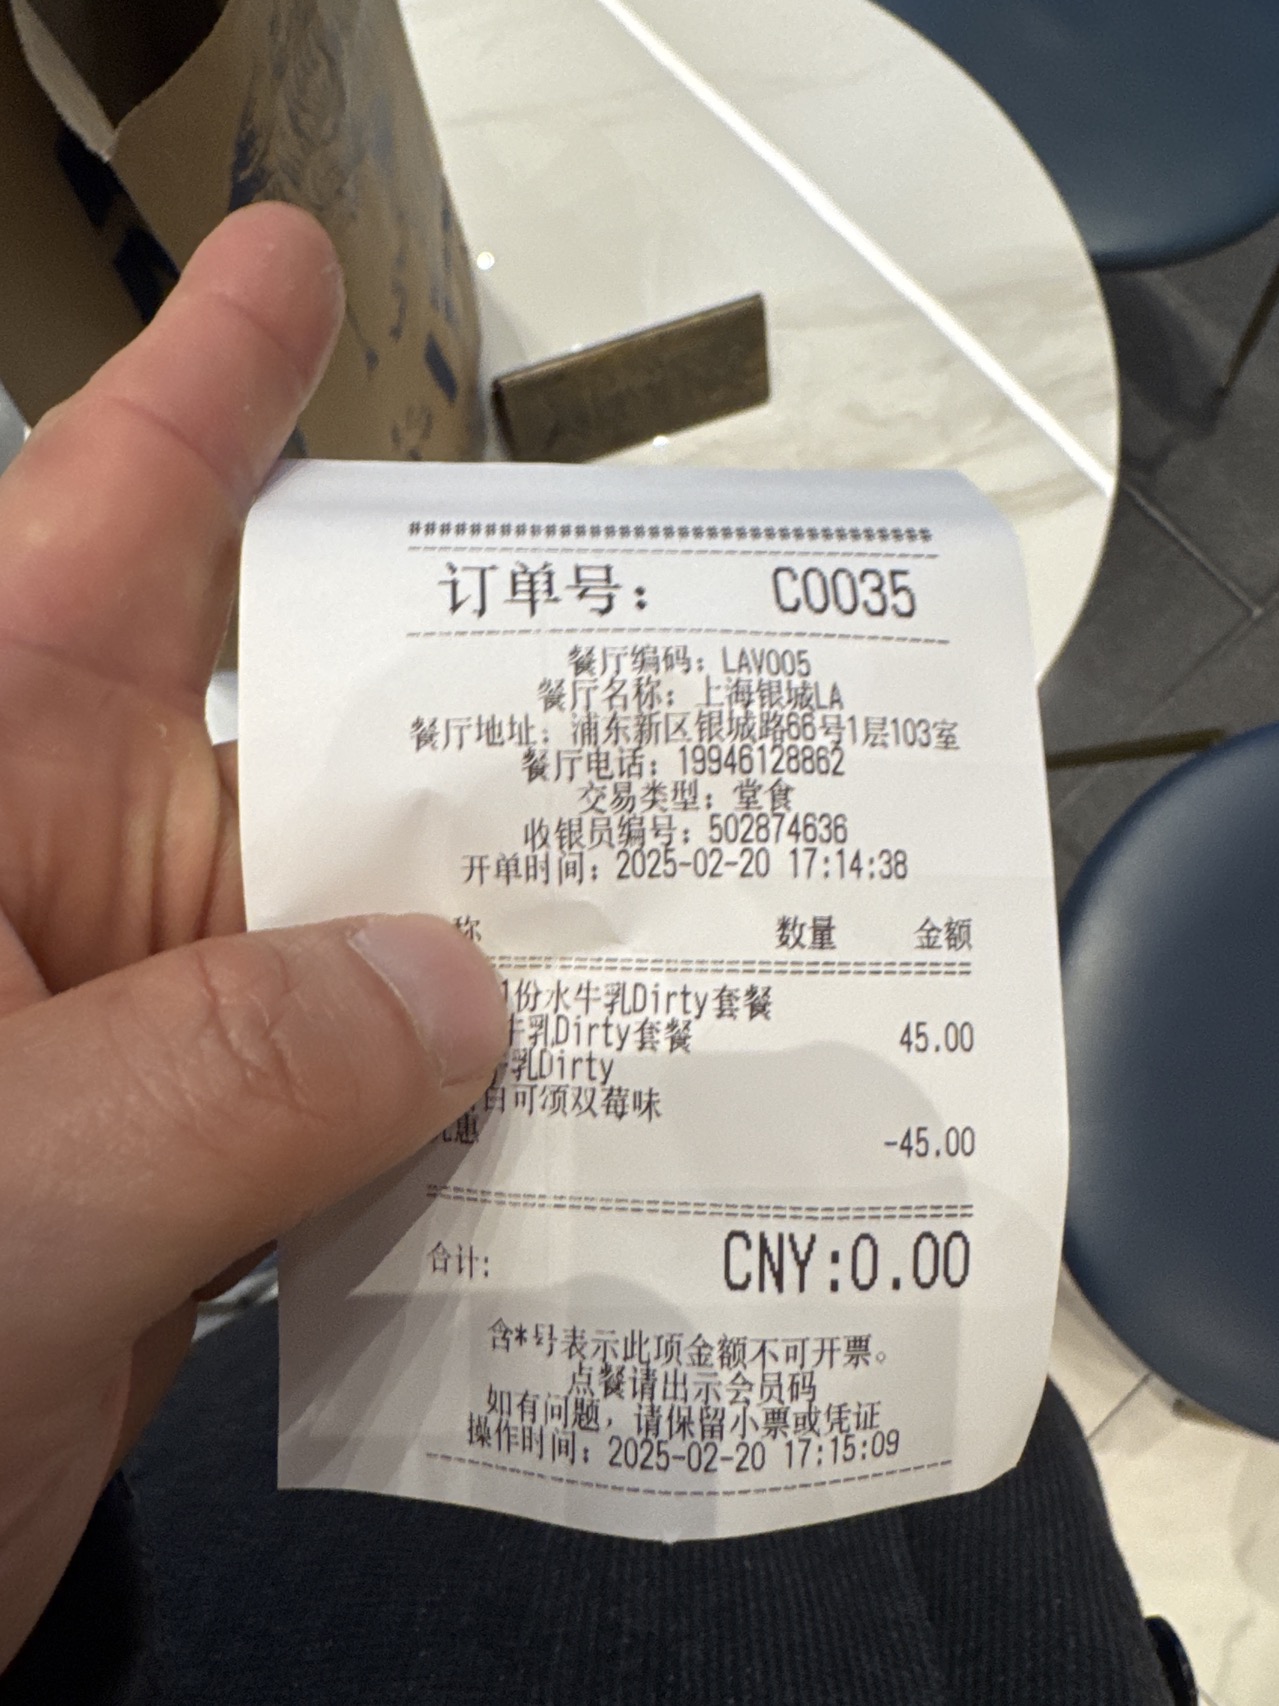 ####################################
订单号: C0035
餐厅编码: LAV005
餐厅名称: 上海银城LA
餐厅地址: 浦东新区银城路66号1层103室
餐厅电话: 19946128862
交易类型: 堂食
收银员编号: 502874636
开单时间: 2025-02-20 17:14:38
称 数量 金额
1份水牛乳Dirty套餐
牛乳Dirty套餐 45.00
乳Dirty
可颂双莓味
惠 -45.00
合计: CNY:0.00
含*号表示此项金额不可开票。
点餐请出示会员码
如有问题, 请保留小票或凭证
操作时间: 2025-02-20 17:15:09